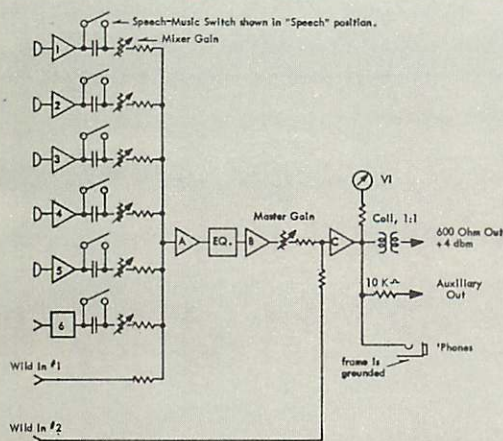 Speech-Music Switch shown in "Speech" position.
Mixer Gain
1
2
3
4
5
6
A
EQ.
B
Master Gain
C
VI
Coil, 1:1
600 Ohm Out
+4 dbm
10 K Ω
Auxiliary
Out
'Phones
frame is
grounded
Wild In #1
Wild In #2